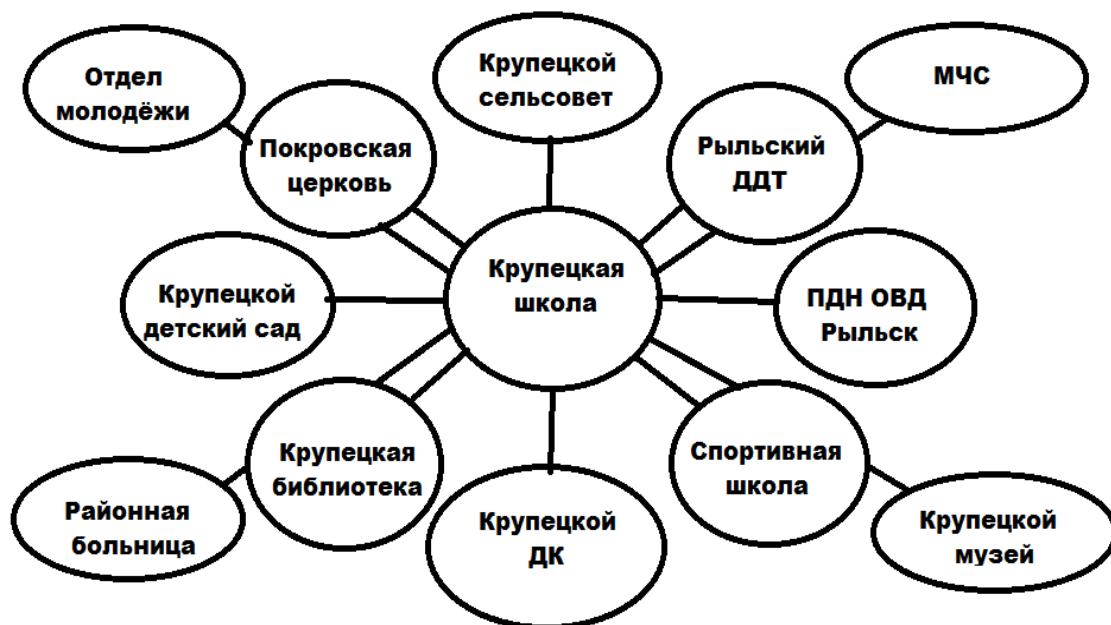 Отдел
молодёжи
Крупецкой
сельсовет
МЧС
Покровская
церковь
Рыльский
ДДТ
Крупецкая
школа
Крупецкой
детский сад
ПДН ОВД
Рыльск
Крупецкая
библиотека
Спортивная
школа
Районная
больница
Крупецкой
ДК
Крупецкой
музей